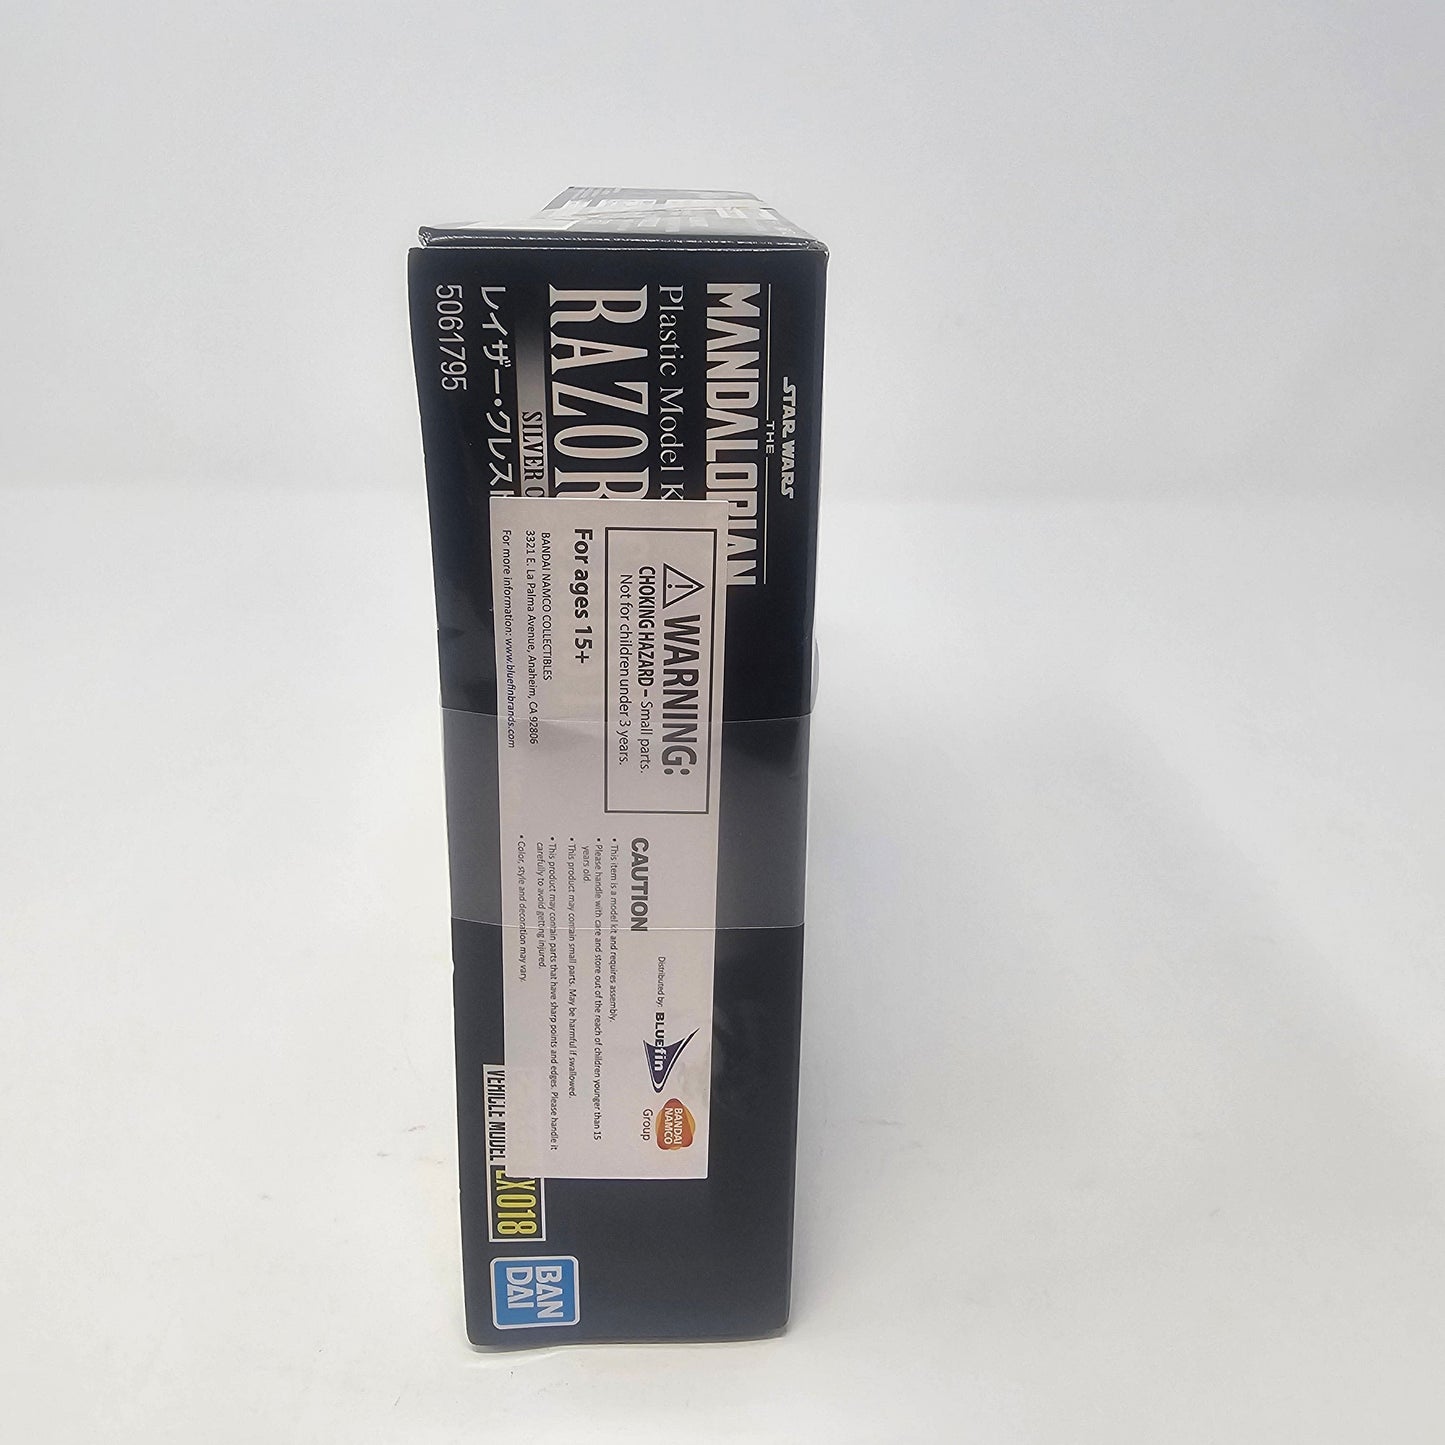 STAR WARS
THE
MANDALORIAN
Plastic Model K
RAZOR
SILVER
レイザー・クレスト
5061795
WARNING:
CHOKING HAZARD – Small parts.
Not for children under 3 years.
For ages 15+
BANDAI NAMCO COLLECTIBLES
3321 E. La Palma Avenue, Anaheim, CA 92806
For more information: www.bluefinbrands.com
Distributed by: BLUEfin
BANDAI
NAMCO
Group
CAUTION
• This item is a model kit and requires assembly.
• Please handle with care and store out of the reach of children younger than 15
years old.
• This product may contain small parts. May be harmful if swallowed.
• This product may contain parts that have sharp points and edges. Please handle it
carefully to avoid getting injured.
• Color, style and decoration may vary.
VEHICLE MODEL
EX018
BAN
DAI